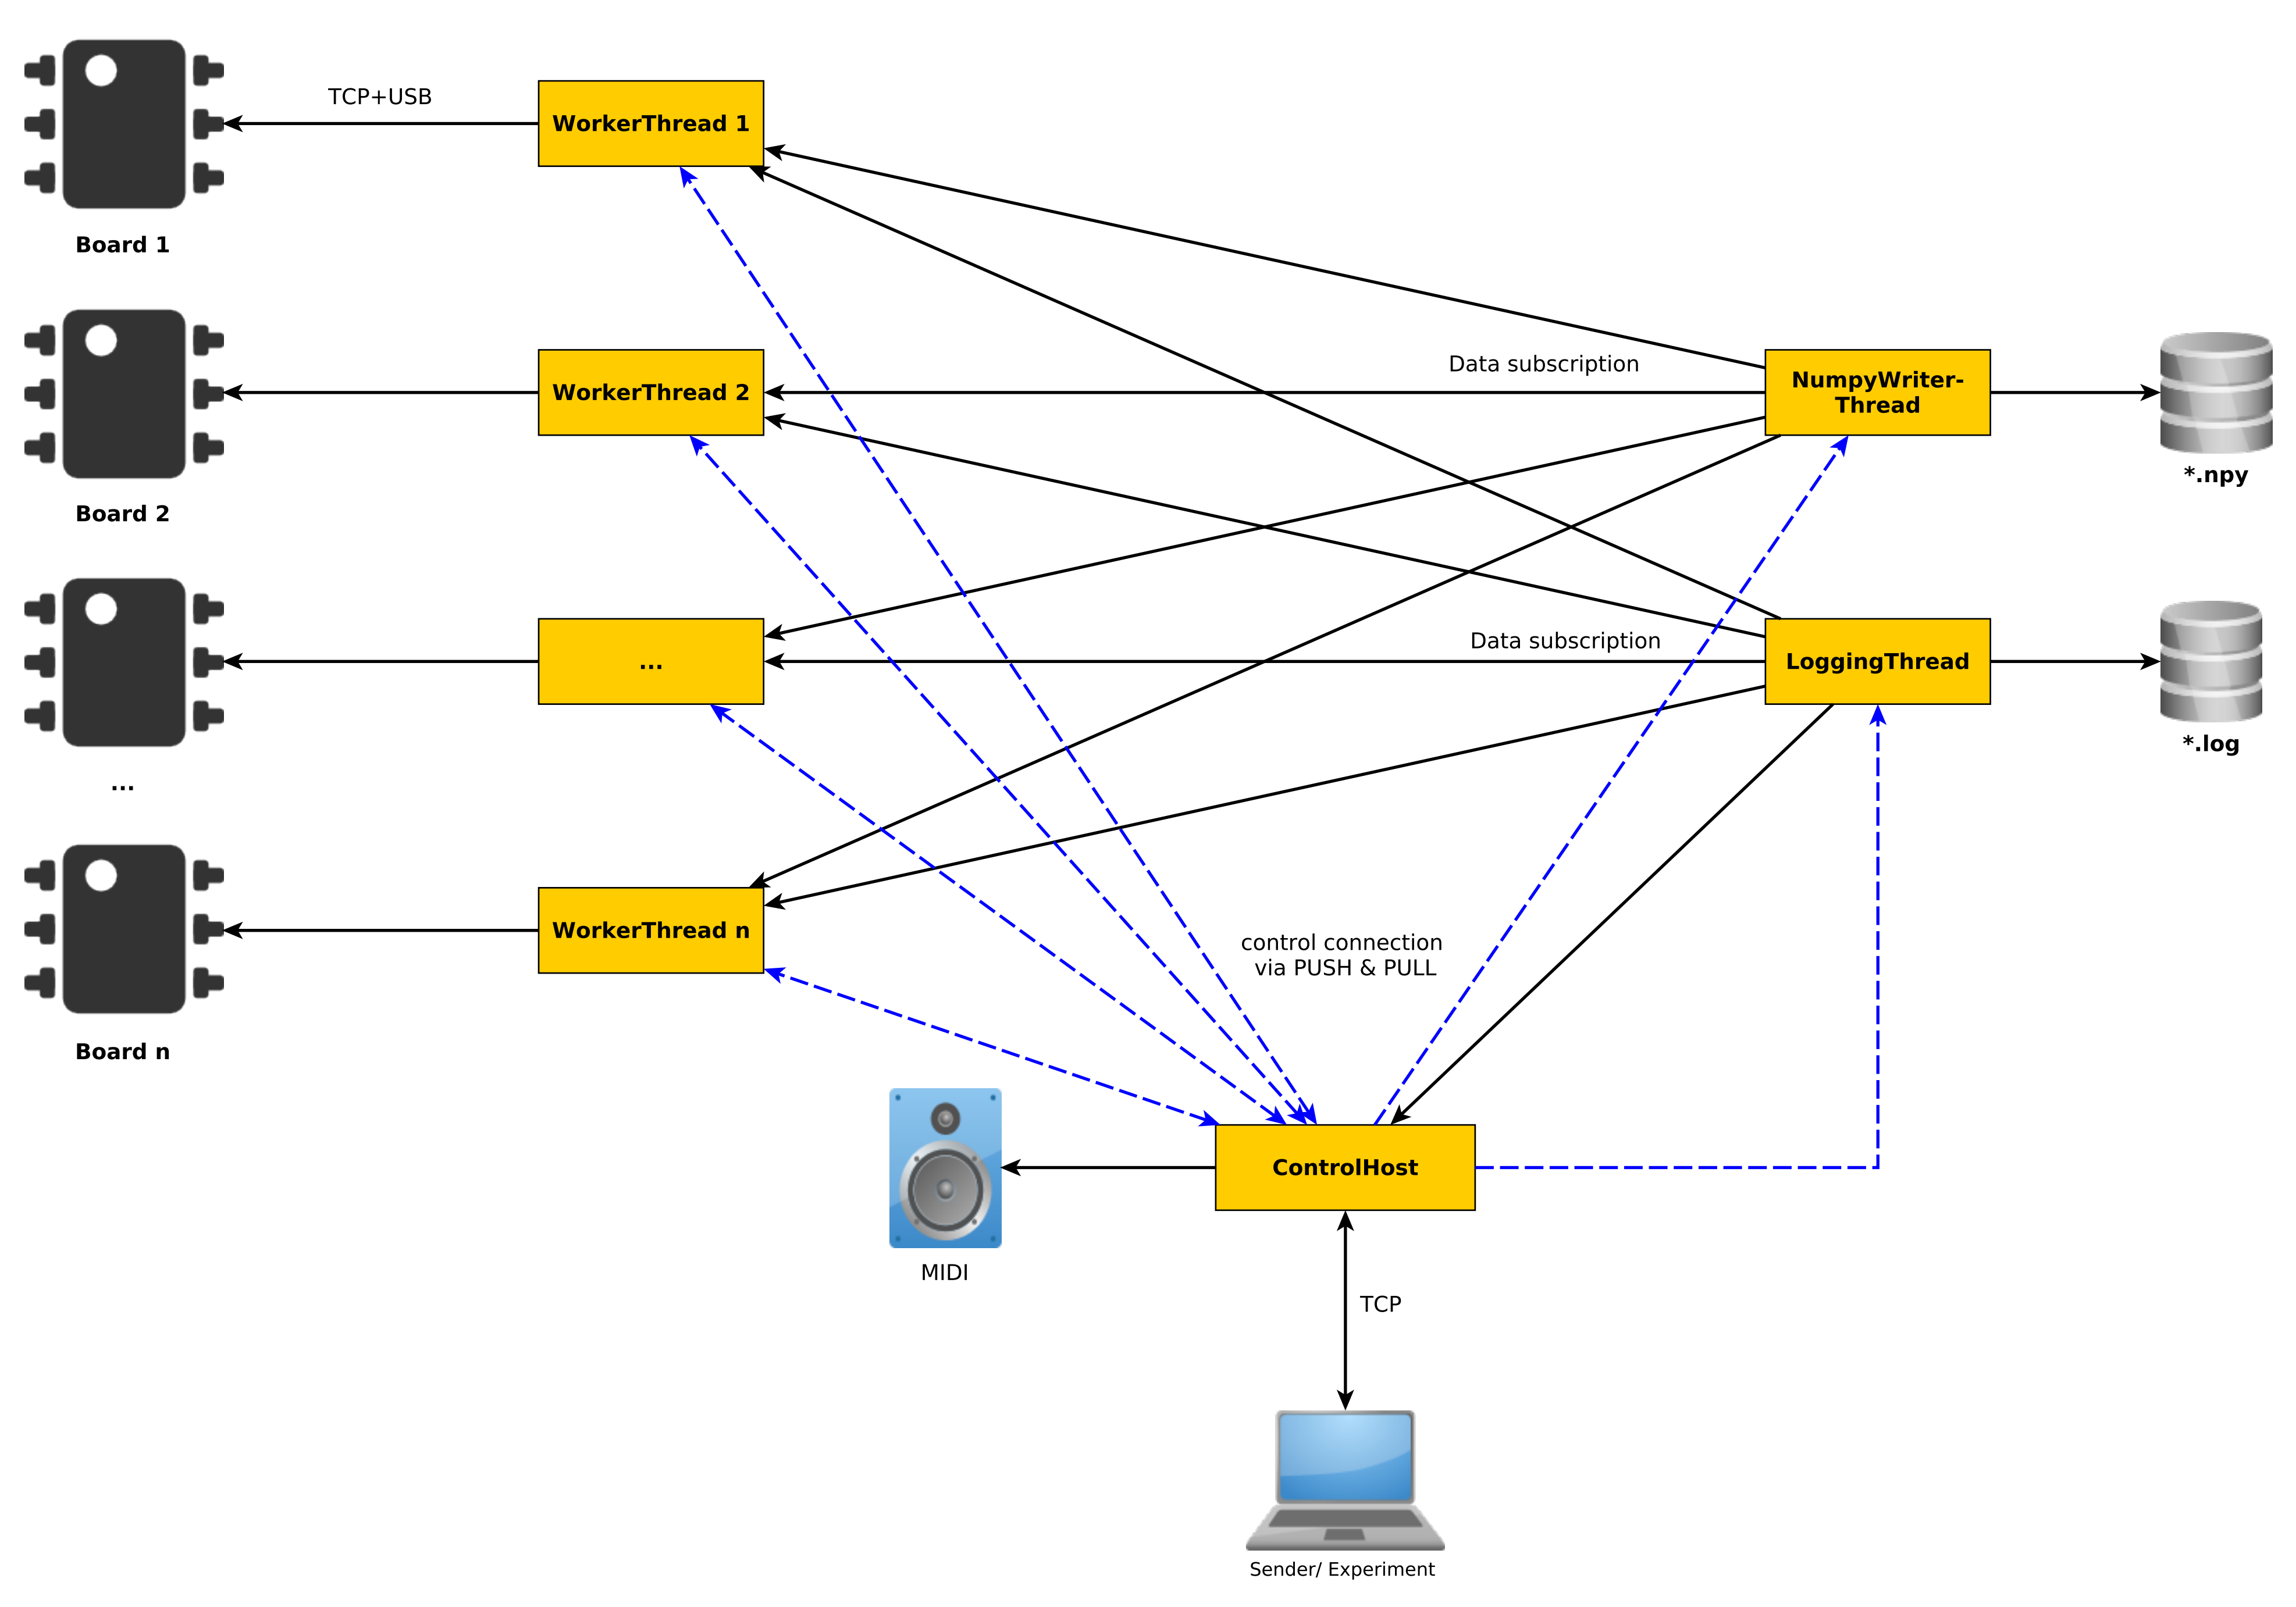 TCP+USB
WorkerThread 1
Board 1
Data subscription
WorkerThread 2
NumpyWriter-
Thread
*.npy
Board 2
Data subscription
...
LoggingThread
*.log
...
WorkerThread n
control connection
via PUSH & PULL
Board n
ControlHost
MIDI
TCP
Sender/ Experiment